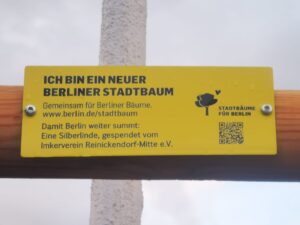 ICH BIN EIN NEUER
BERLINER STADTBAUM
Gemeinsam für Berliner Bäume.
www.berlin.de/stadtbaum
Damit Berlin weiter summt:
Eine Silberlinde, gespendet vom
Imkerverein Reinickendorf-Mitte e.V.
STADTBÄUME
FÜR BERLIN